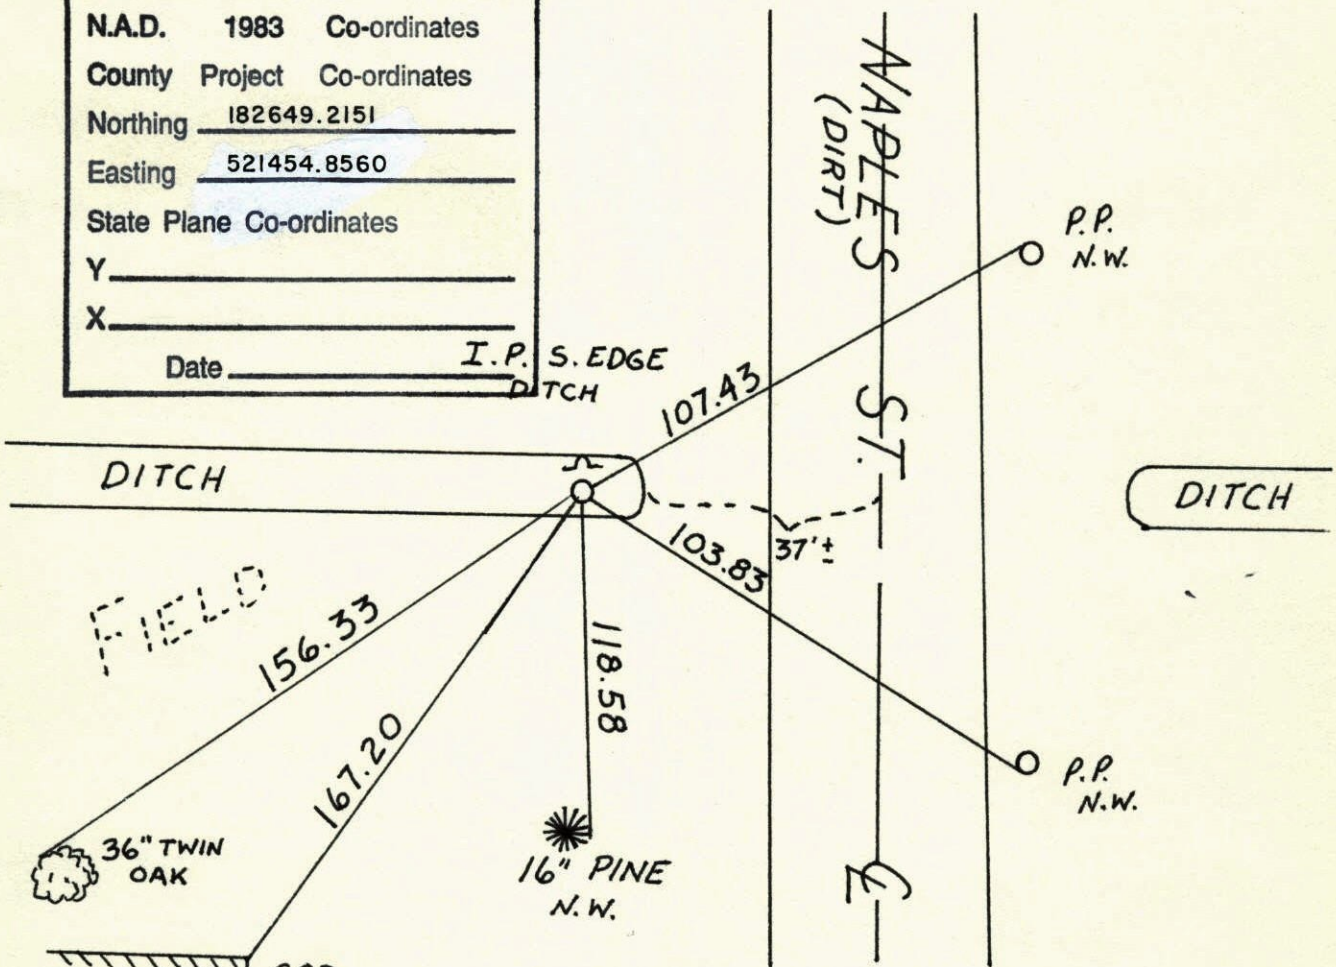 N.A.D. 1983 Co-ordinates
County Project Co-ordinates
Northing 182649.2151
Easting 521454.8560
State Plane Co-ordinates
Y
X
Date
I.P. S. EDGE
DITCH
NAPLES ST.
(DIRT)
P.P.
N.W.
107.43
DITCH
DITCH
37'±
103.83
FIELD
156.33
118.58
167.20
P.P.
N.W.
36" TWIN
OAK
16" PINE
N.W.
℄